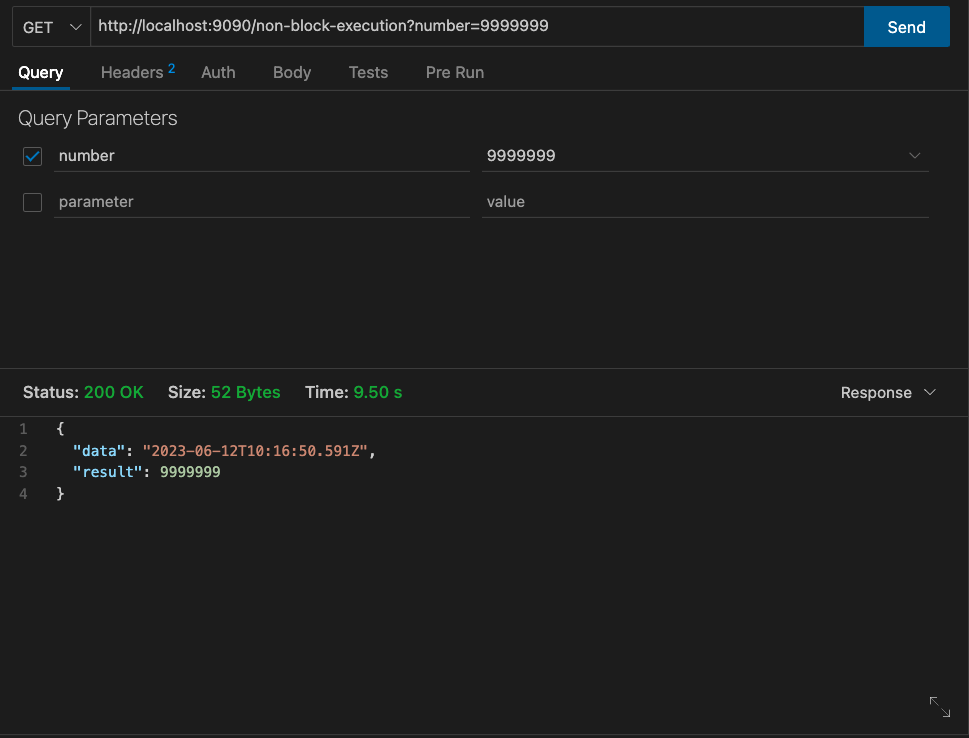 GET http://localhost:9090/non-block-execution?number=9999999 Send
Query Headers 2 Auth Body Tests Pre Run
Query Parameters
number 9999999
parameter value
Status: 200 OK Size: 52 Bytes Time: 9.50 s Response
1 {
2 "data": "2023-06-12T10:16:50.591Z",
3 "result": 9999999
4 }